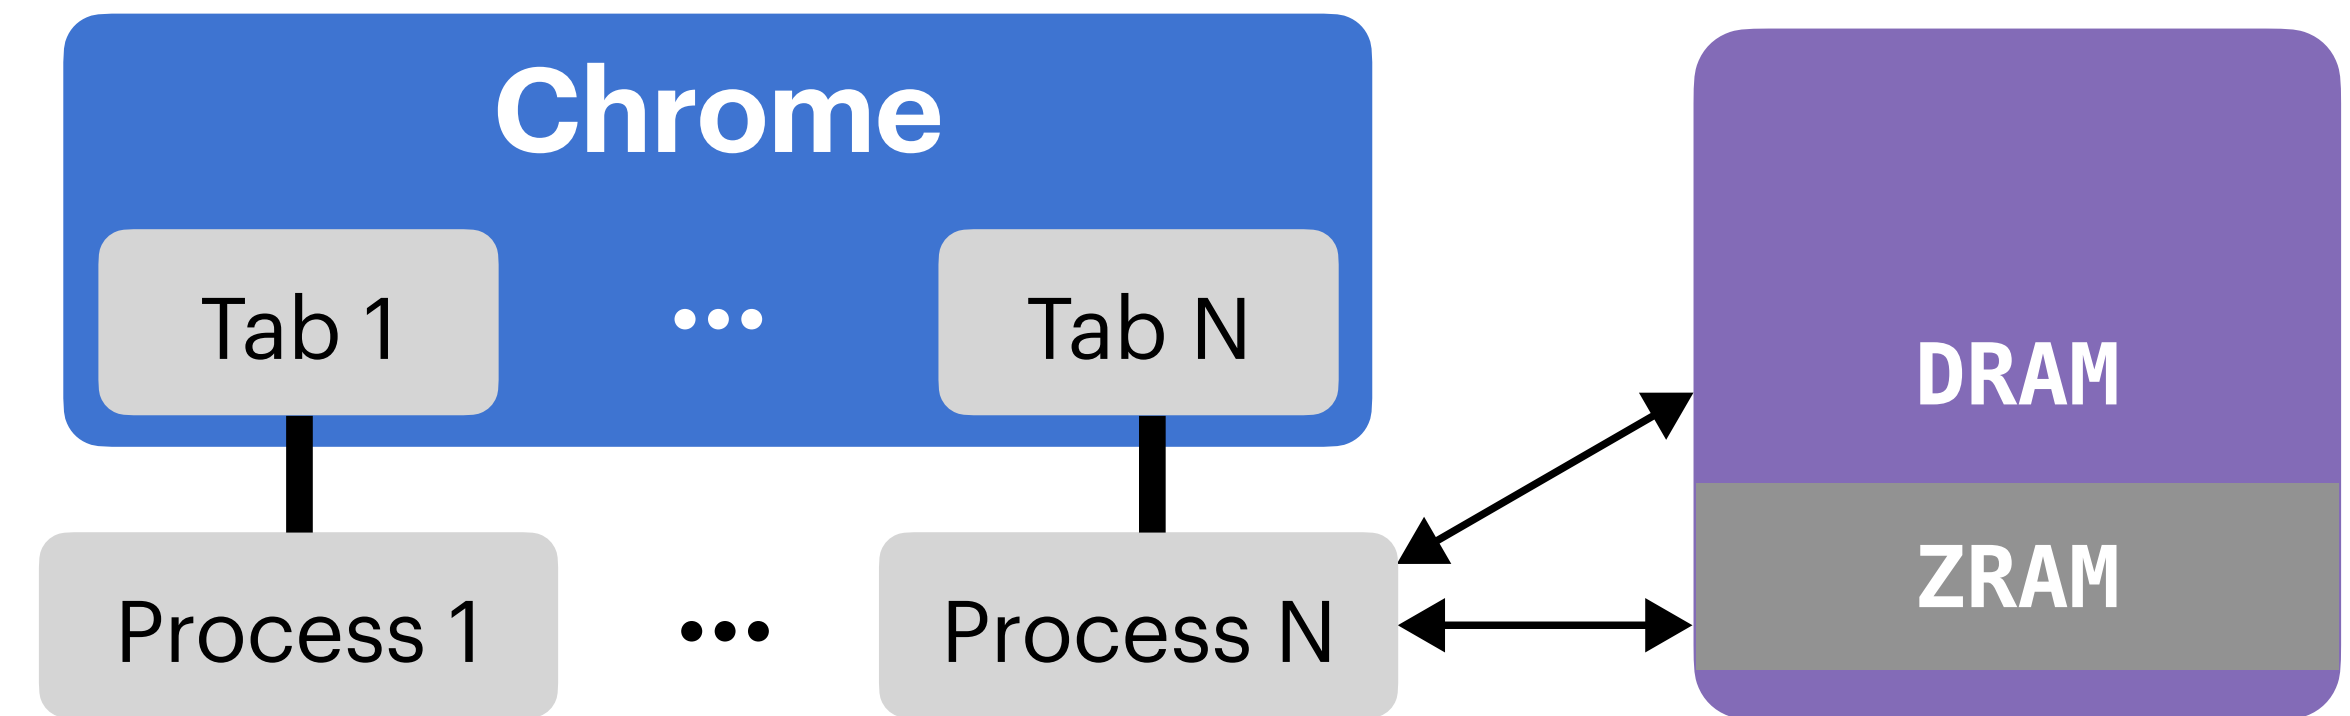 Chrome
Tab 1
...
Tab N
DRAM
ZRAM
Process 1
...
Process N